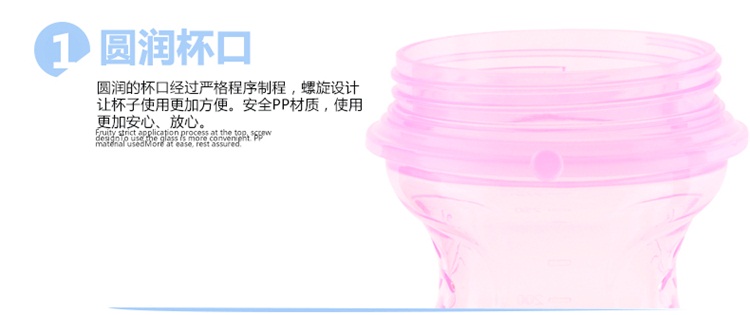 1 圆润杯口
圆润的杯口经过严格程序制程，螺旋设计
让杯子使用更加方便。安全PP材质，使用
更加安心、放心。
Fruity strict application process at the top, screw
designTo use the glass is more convenient. PP
material usedMore at ease, rest assured.